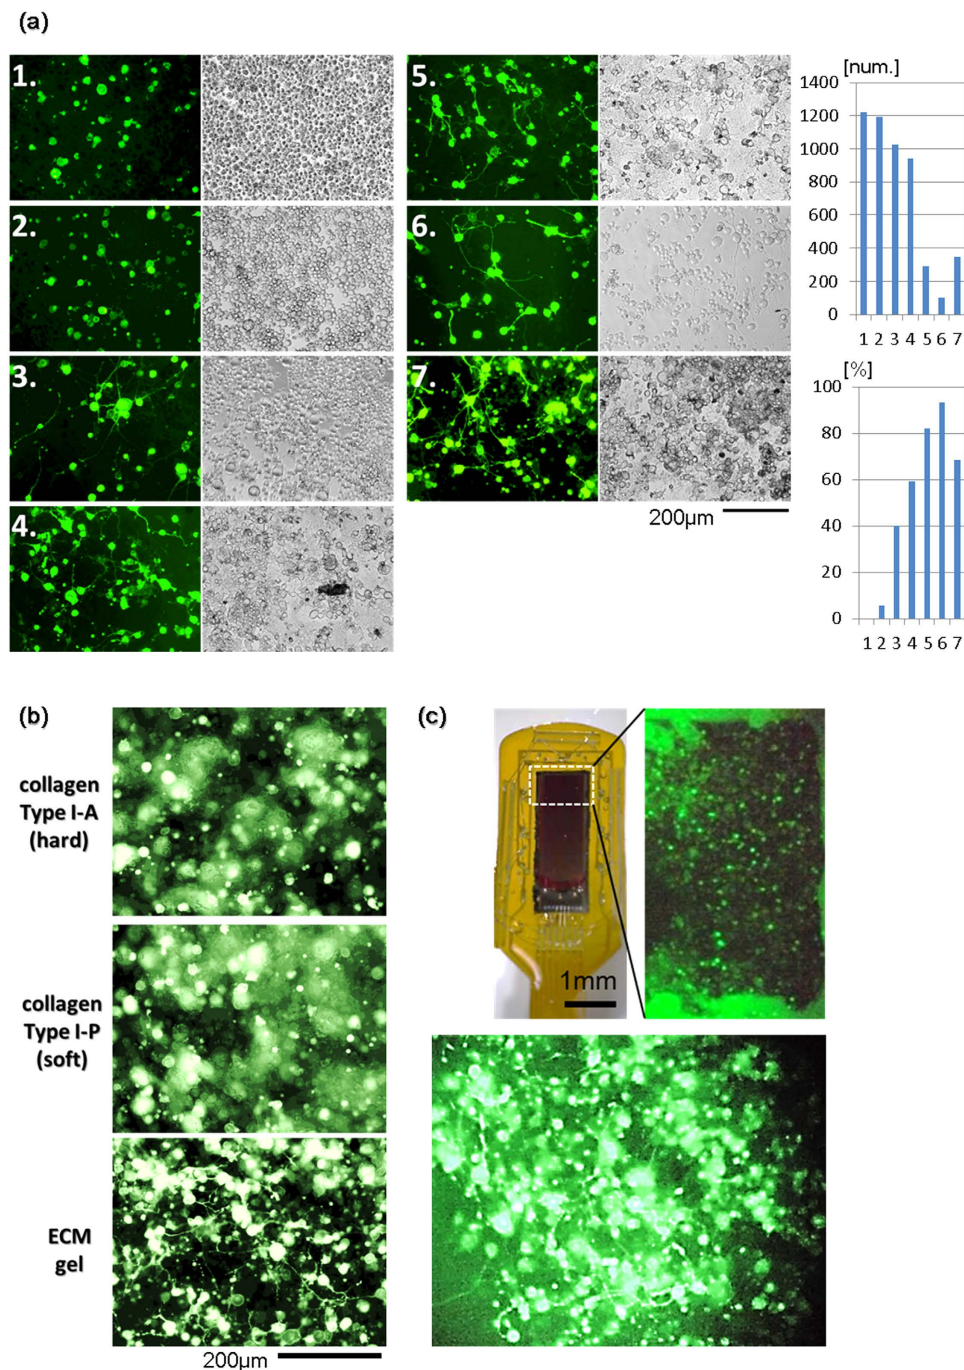 (a)
1.
2.
3.
4.
5.
6.
7.
200µm
[num.]
1400
1200
1000
800
600
400
200
0
1 2 3 4 5 6 7
[%]
100
80
60
40
20
0
1 2 3 4 5 6 7
(b)
collagen
Type I-A
(hard)
collagen
Type I-P
(soft)
ECM
gel
200µm
(c)
1mm